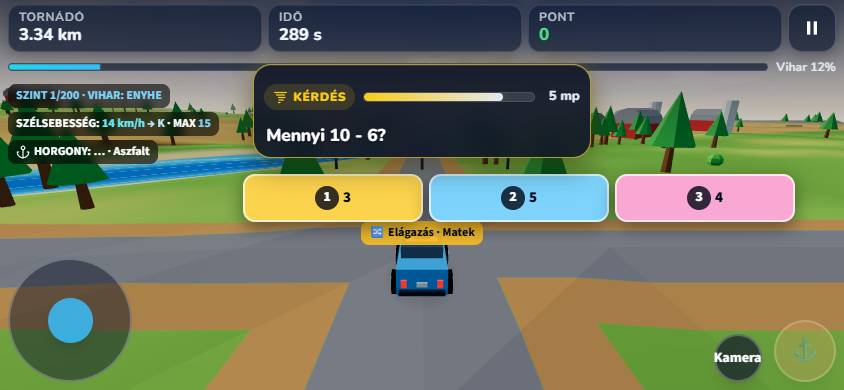 TORNÁDÓ
3.34 km
IDŐ
289 s
PONT
0
Vihar 12%
SZINT 1/200 · VIHAR: ENYHE
SZÉLSEBESSÉG: 14 km/h → K · MAX 15
HORGONY: ... · Aszfalt
KÉRDÉS
5 mp
Mennyi 10 - 6?
1 3
2 5
3 4
Elágazás · Matek
Kamera